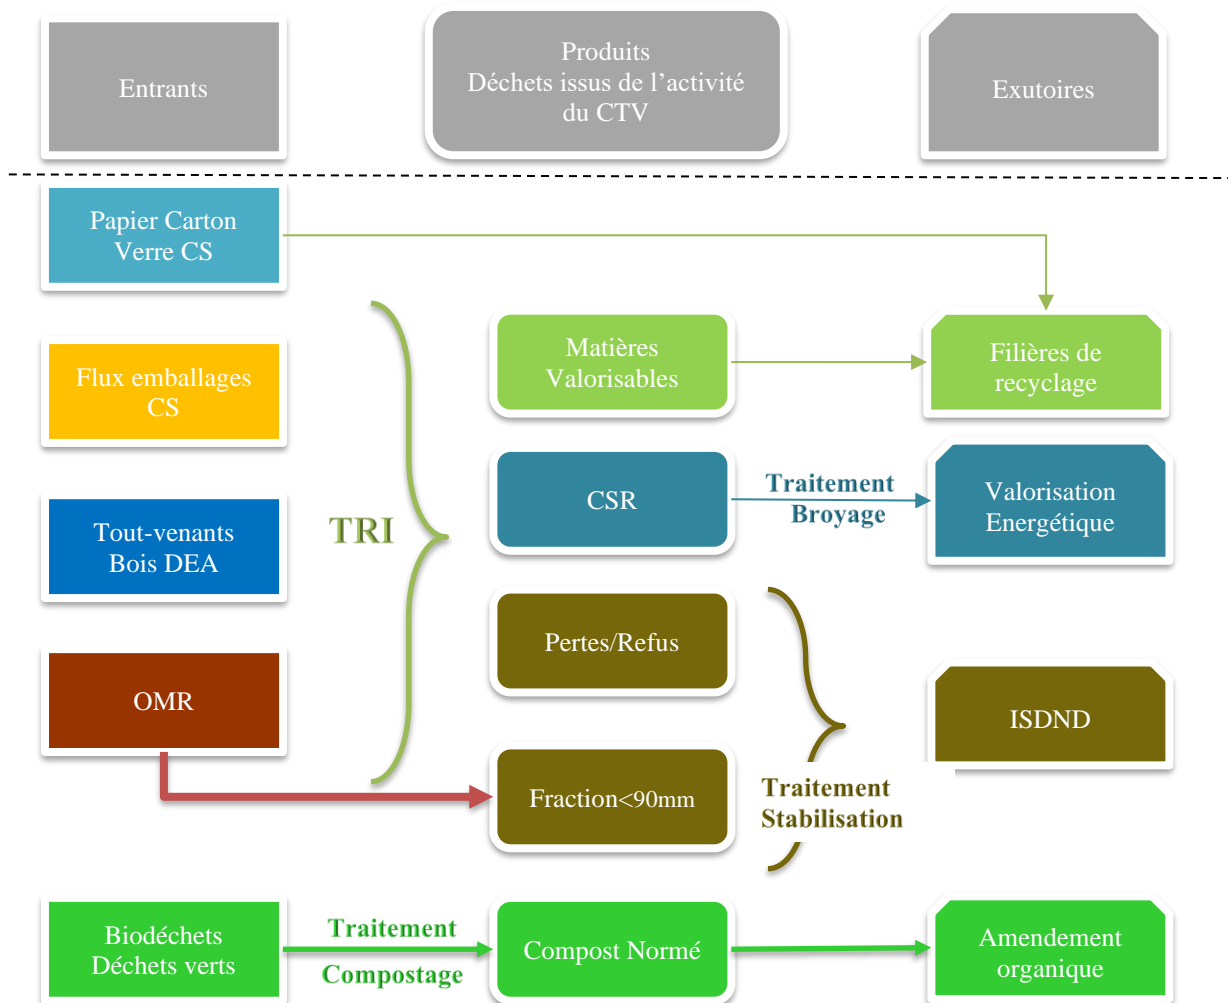 Entrants
Produits
Déchets issus de l’activité
du CTV
Exutoires
Papier Carton
Verre CS
Flux emballages
CS
Matières
Valorisables
Filières de
recyclage
TRI
CSR
Traitement
Broyage
Valorisation
Energétique
Tout-venants
Bois DEA
Pertes/Refus
OMR
ISDND
Fraction<90mm
Traitement
Stabilisation
Biodéchets
Déchets verts
Traitement
Compostage
Compost Normé
Amendement
organique